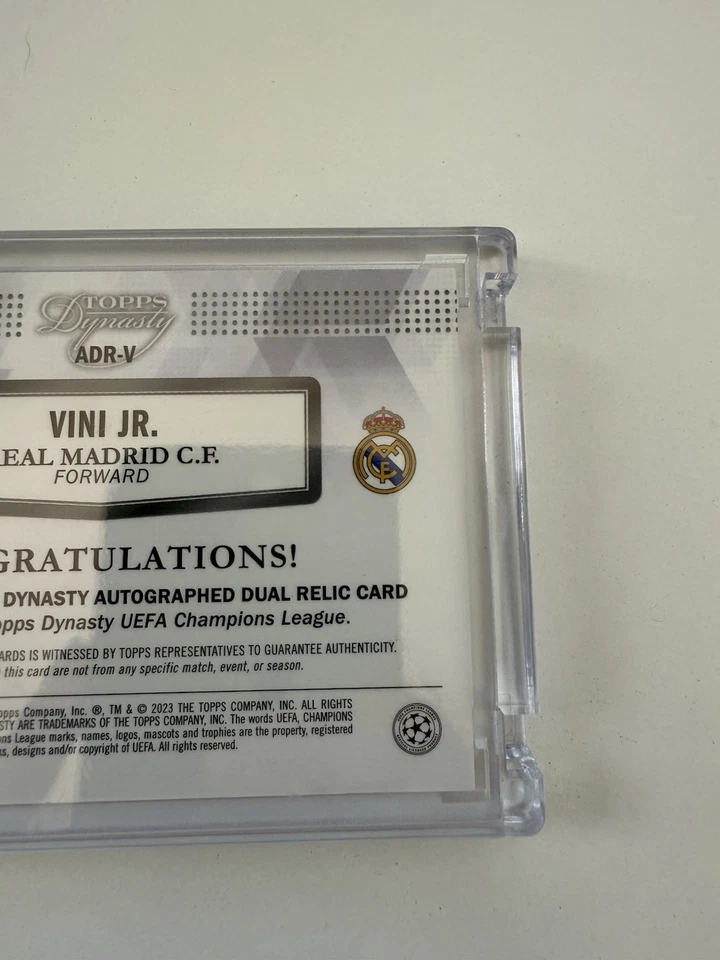 TOPPS
Dynasty
ADR-V
VINI JR.
EAL MADRID C.F.
FORWARD
GRATULATIONS!
DYNASTY AUTOGRAPHED DUAL RELIC CARD
opps Dynasty UEFA Champions League.
ARDS IS WITNESSED BY TOPPS REPRESENTATIVES TO GUARANTEE AUTHENTICITY.
this card are not from any specific match, event, or season.
opps Company, Inc. ®, TM & © 2023 THE TOPPS COMPANY, INC. ALL RIGHTS
STY ARE TRADEMARKS OF THE TOPPS COMPANY, INC. The words UEFA, CHAMPIONS
ns League marks, names, logos, mascots and trophies are the property, registered
s, designs and/or copyright of UEFA. All rights reserved.